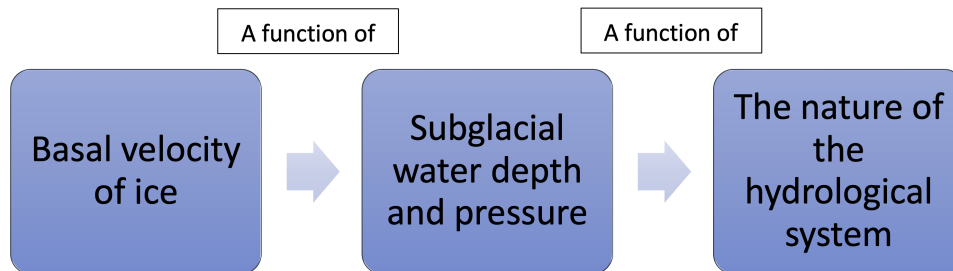 A function of
A function of
Basal velocity
of ice
Subglacial
water depth
and pressure
The nature of
the
hydrological
system